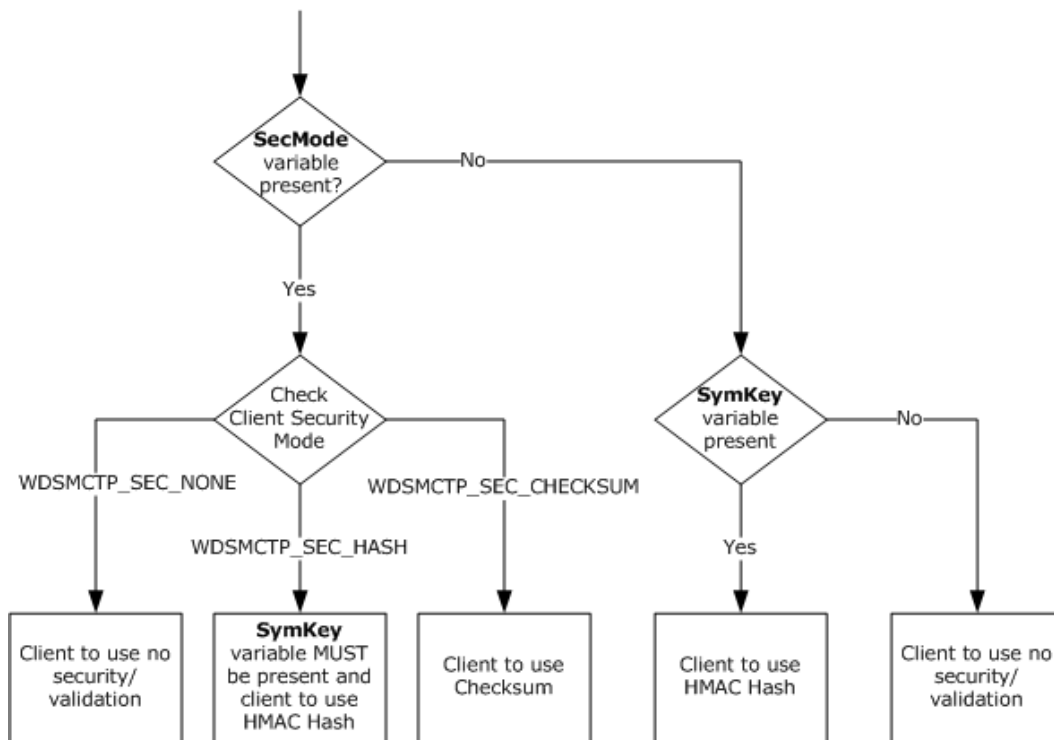 SecMode
variable
present?
No
Yes
Check
Client Security
Mode
SymKey
variable
present
No
WDSMCTP_SEC_NONE
WDSMCTP_SEC_CHECKSUM
WDSMCTP_SEC_HASH
Yes
Client to use no
security/
validation
SymKey
variable MUST
be present and
client to use
HMAC Hash
Client to use
Checksum
Client to use
HMAC Hash
Client to use no
security/
validation